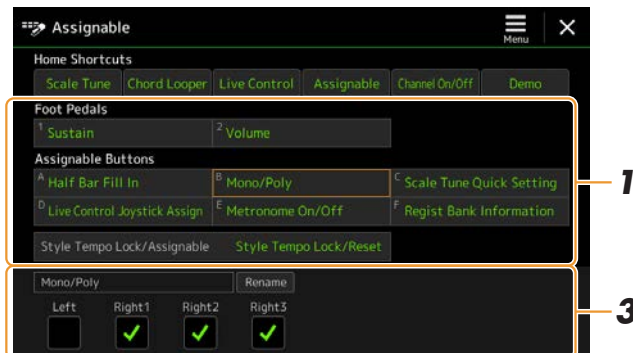 Assignable
Menu
Home Shortcuts
Scale Tune Chord Looper Live Control Assignable Channel On/Off Demo
Foot Pedals
1 Sustain 2 Volume
Assignable Buttons
A Half Bar Fill In B Mono/Poly C Scale Tune Quick Setting
1
D Live Control Joystick Assign E Metronome On/Off F Regist Bank Information
Style Tempo Lock/Assignable Style Tempo Lock/Reset
Mono/Poly Rename
Left Right1 Right2 Right3
3